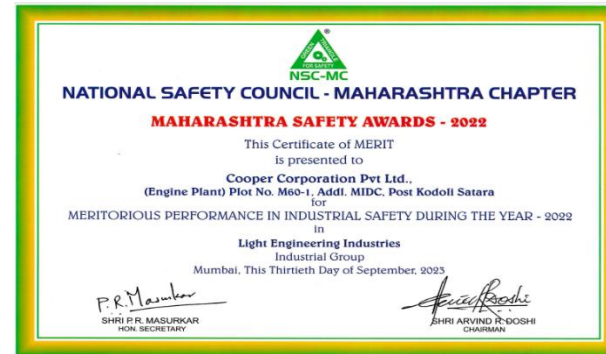 ®
GREEN TRIANGLE
FOR SAFETY
NSC-MC
NATIONAL SAFETY COUNCIL - MAHARASHTRA CHAPTER
MAHARASHTRA SAFETY AWARDS - 2022
This Certificate of MERIT
is presented to
Cooper Corporation Pvt Ltd.,
(Engine Plant) Plot No. M60-1, Addl. MIDC, Post Kodoli Satara
for
MERITORIOUS PERFORMANCE IN INDUSTRIAL SAFETY DURING THE YEAR - 2022
in
Light Engineering Industries
Industrial Group
Mumbai, This Thirtieth Day of September, 2023
P.R. Masurkar
SHRI P. R. MASURKAR
HON. SECRETARY
SHRI ARVIND R. DOSHI
CHAIRMAN